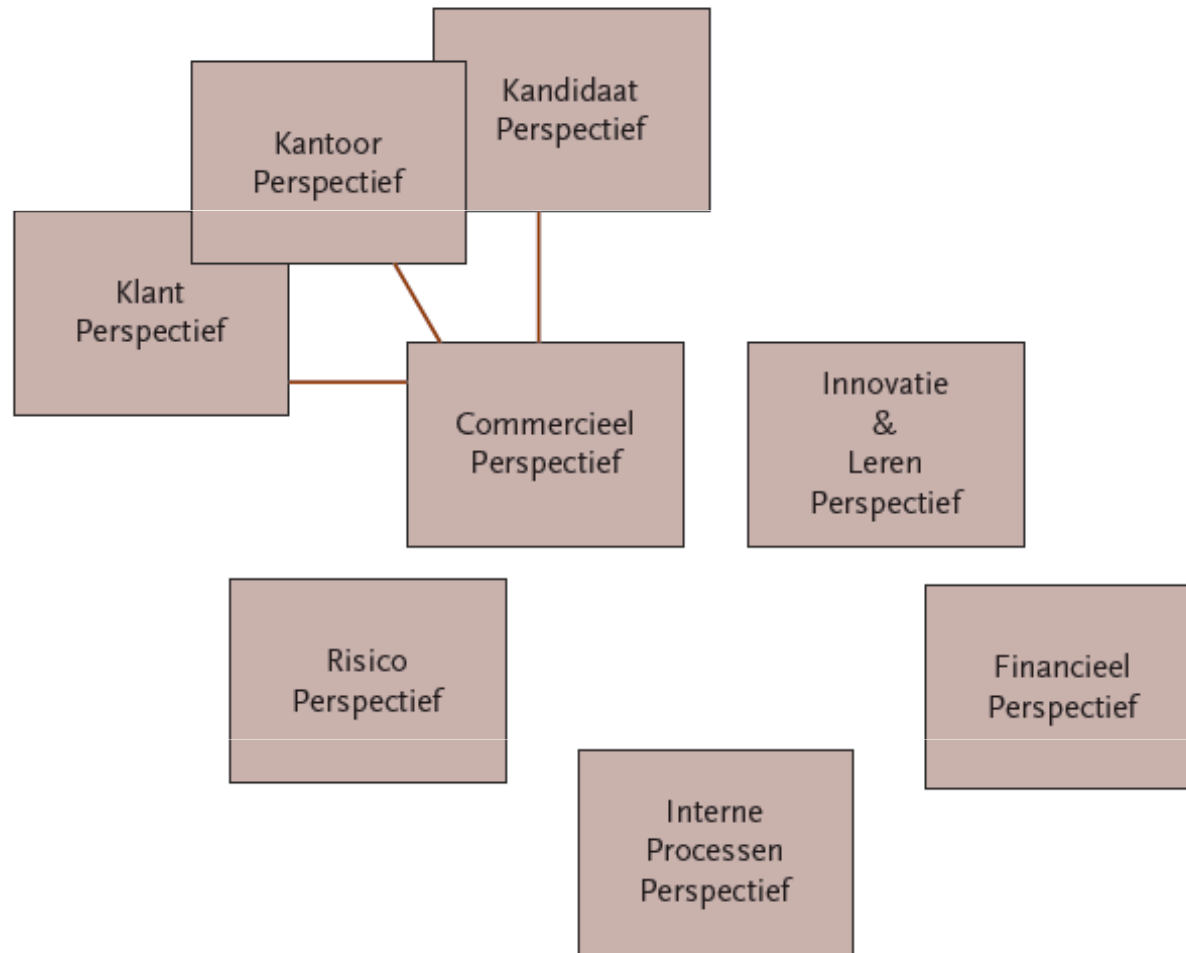 Kandidaat
Perspectief
Kantoor
Perspectief
Klant
Perspectief
Commercieel
Perspectief
Innovatie
&
Leren
Perspectief
Risico
Perspectief
Financieel
Perspectief
Interne
Processen
Perspectief